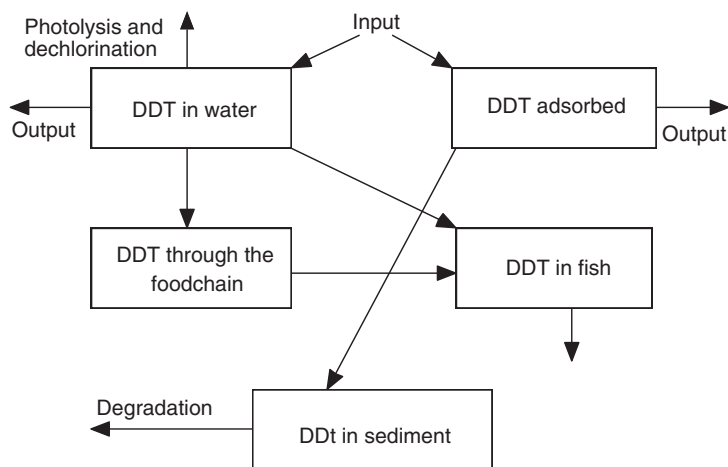 Photolysis and
dechlorination
Input
DDT in water
DDT adsorbed
Output
Output
DDT through the
foodchain
DDT in fish
Degradation
DDt in sediment